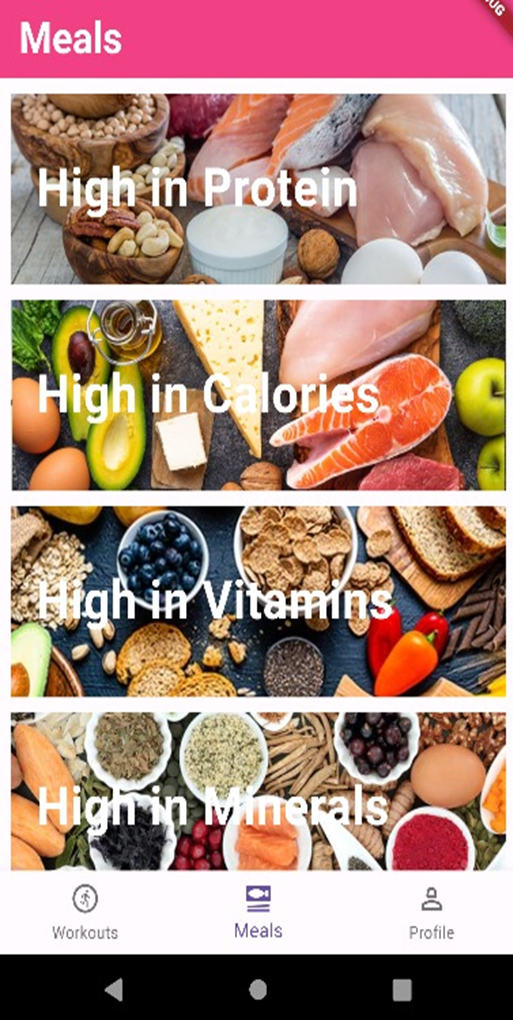 Meals
High in Protein
High in Calories
High in Vitamins
High in Minerals
Workouts
Meals
Profile